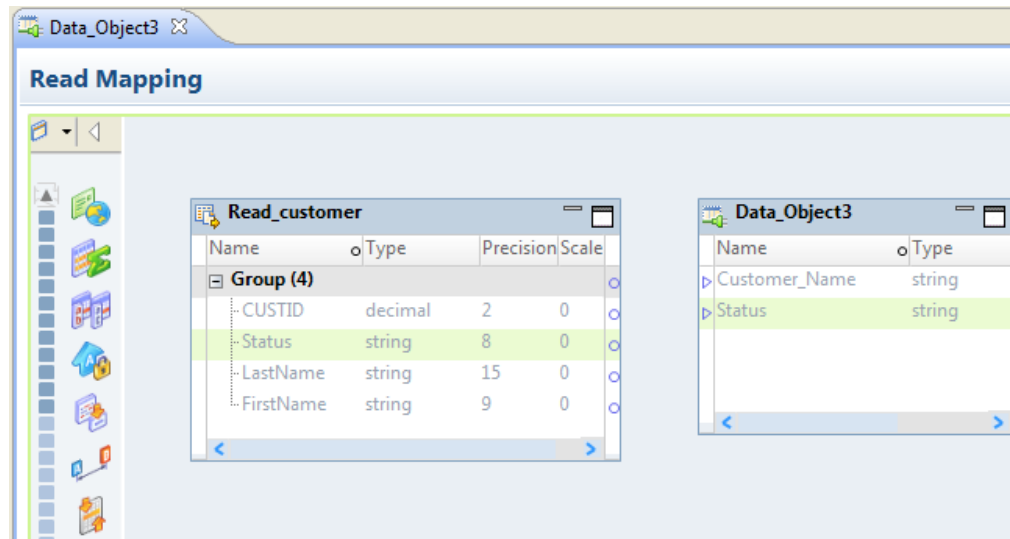 Data_Object3
Read Mapping
Read_customer
Name Type Precision Scale
Group (4)
CUSTID decimal 2 0
Status string 8 0
LastName string 15 0
FirstName string 9 0
Data_Object3
Name Type
Customer_Name string
Status string